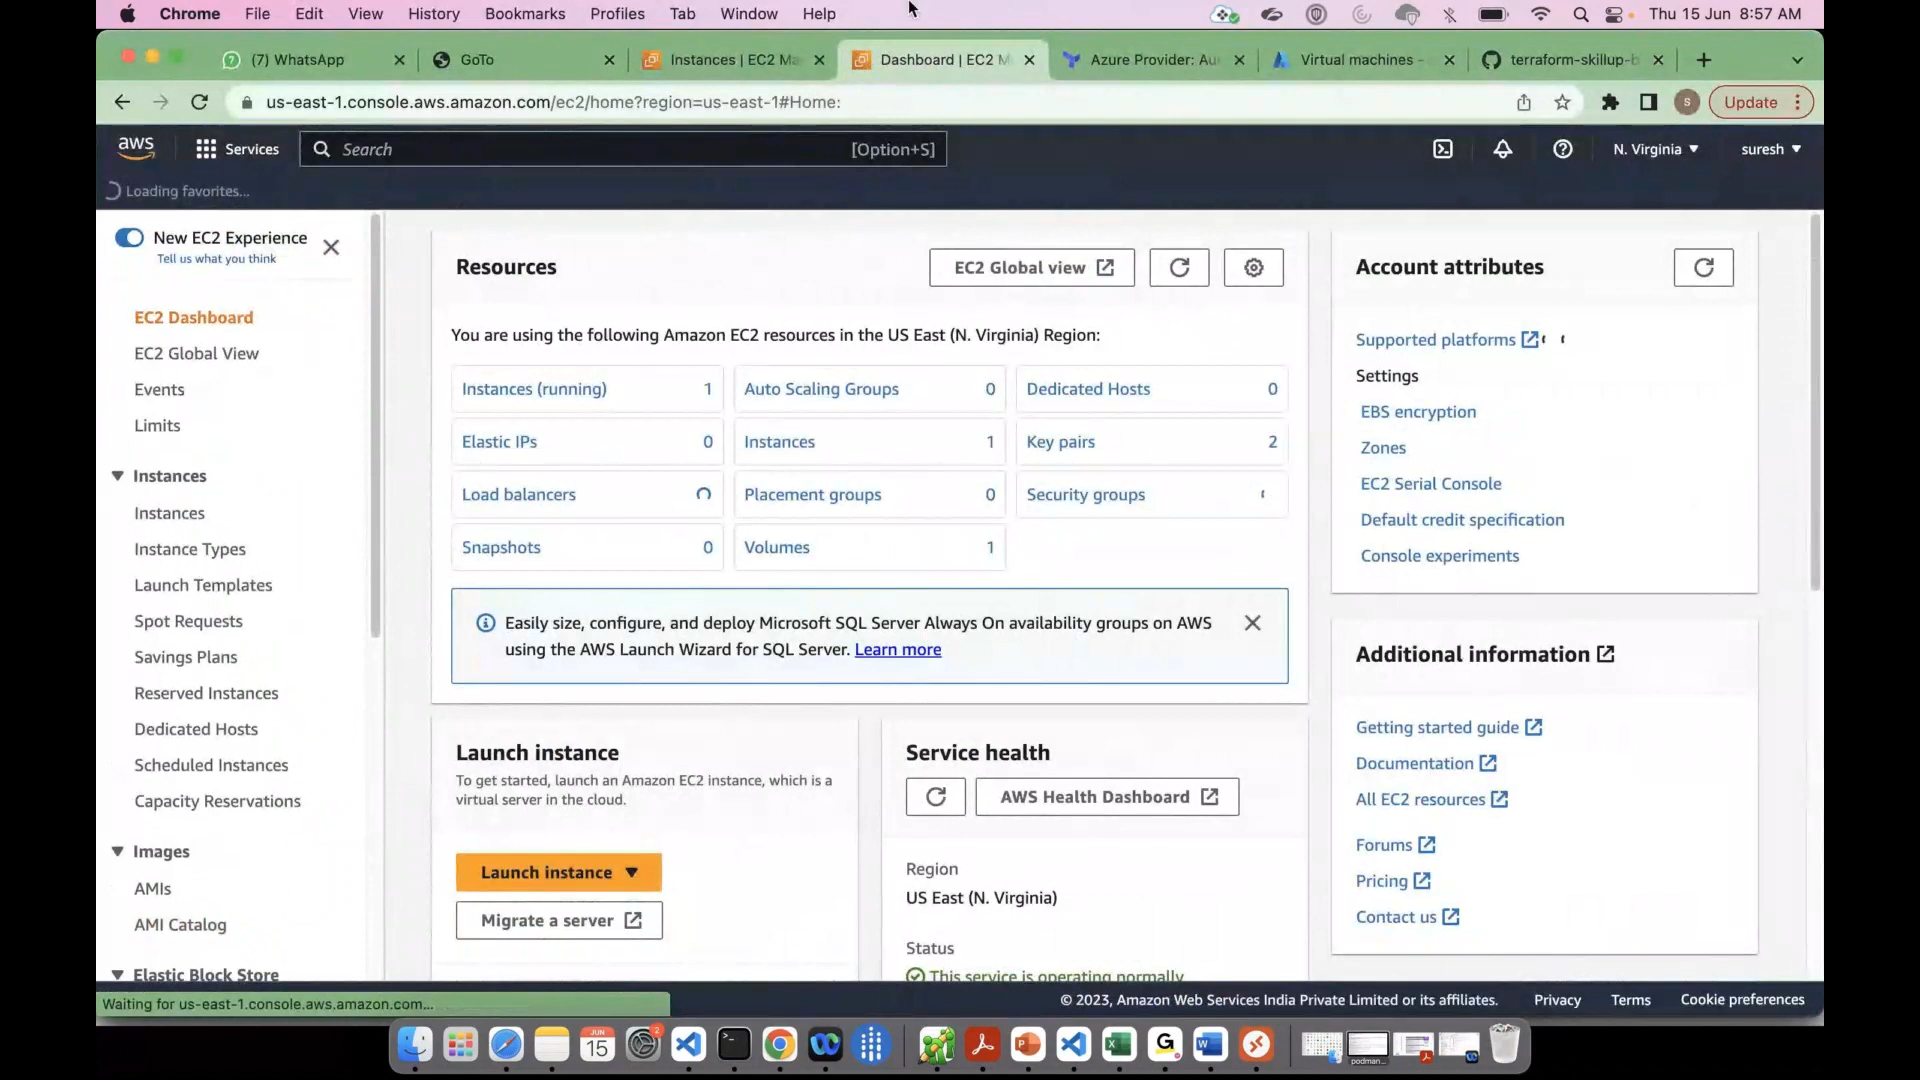 Chrome File Edit View History Bookmarks Profiles Tab Window Help Thu 15 Jun 8:57 AM
(7) WhatsApp GoTo Instances | EC2 Ma Dashboard | EC2 M Azure Provider: Au Virtual machines - terraform-skillup-b
us-east-1.console.aws.amazon.com/ec2/home?region=us-east-1#Home: S Update
aws Services Search [Option+S] N. Virginia suresh
Loading favorites...
New EC2 Experience
Tell us what you think
EC2 Dashboard
EC2 Global View
Events
Limits
Instances
Instances
Instance Types
Launch Templates
Spot Requests
Savings Plans
Reserved Instances
Dedicated Hosts
Scheduled Instances
Capacity Reservations
Images
AMIs
AMI Catalog
Elastic Block Store
Resources EC2 Global view
You are using the following Amazon EC2 resources in the US East (N. Virginia) Region:
Instances (running) 1 Auto Scaling Groups 0 Dedicated Hosts 0
Elastic IPs 0 Instances 1 Key pairs 2
Load balancers Placement groups 0 Security groups
Snapshots 0 Volumes 1
Easily size, configure, and deploy Microsoft SQL Server Always On availability groups on AWS
using the AWS Launch Wizard for SQL Server. Learn more
Launch instance
To get started, launch an Amazon EC2 instance, which is a
virtual server in the cloud.
Launch instance
Migrate a server
Service health
AWS Health Dashboard
Region
US East (N. Virginia)
Status
This service is operating normally
Account attributes
Supported platforms
Settings
EBS encryption
Zones
EC2 Serial Console
Default credit specification
Console experiments
Additional information
Getting started guide
Documentation
All EC2 resources
Forums
Pricing
Contact us
Waiting for us-east-1.console.aws.amazon.com...
© 2023, Amazon Web Services India Private Limited or its affiliates. Privacy Terms Cookie preferences
JUN
15
2
podman...